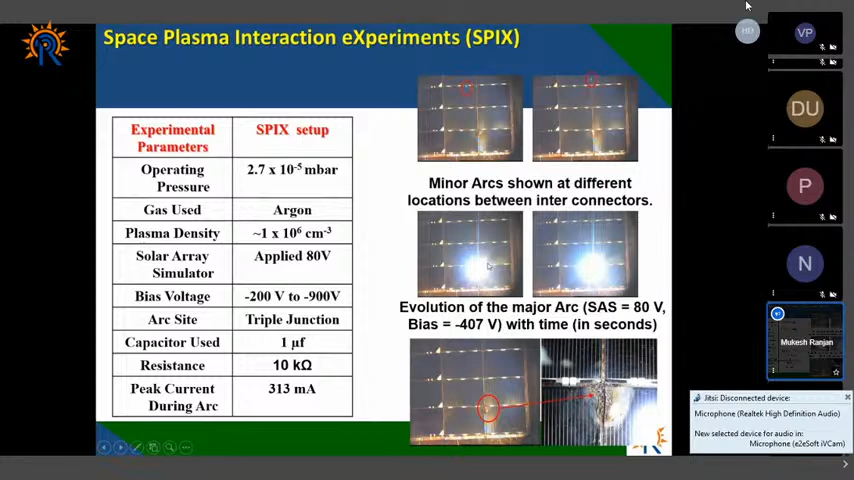 Space Plasma Interaction eXperiments (SPIX)
HD
VP
DU
P
N
Mukesh Ranjan
Experimental Parameters
SPIX setup
Operating Pressure
2.7 x 10⁻⁵ mbar
Gas Used
Argon
Plasma Density
~1 x 10⁶ cm⁻³
Solar Array Simulator
Applied 80V
Bias Voltage
-200 V to -900V
Arc Site
Triple Junction
Capacitor Used
1 µf
Resistance
10 kΩ
Peak Current During Arc
313 mA
Minor Arcs shown at different
locations between inter connectors.
Evolution of the major Arc (SAS = 80 V,
Bias = -407 V) with time (in seconds)
Jitsi: Disconnected device:
Microphone (Realtek High Definition Audio)
New selected device for audio in:
Microphone (e2eSoft iVCam)